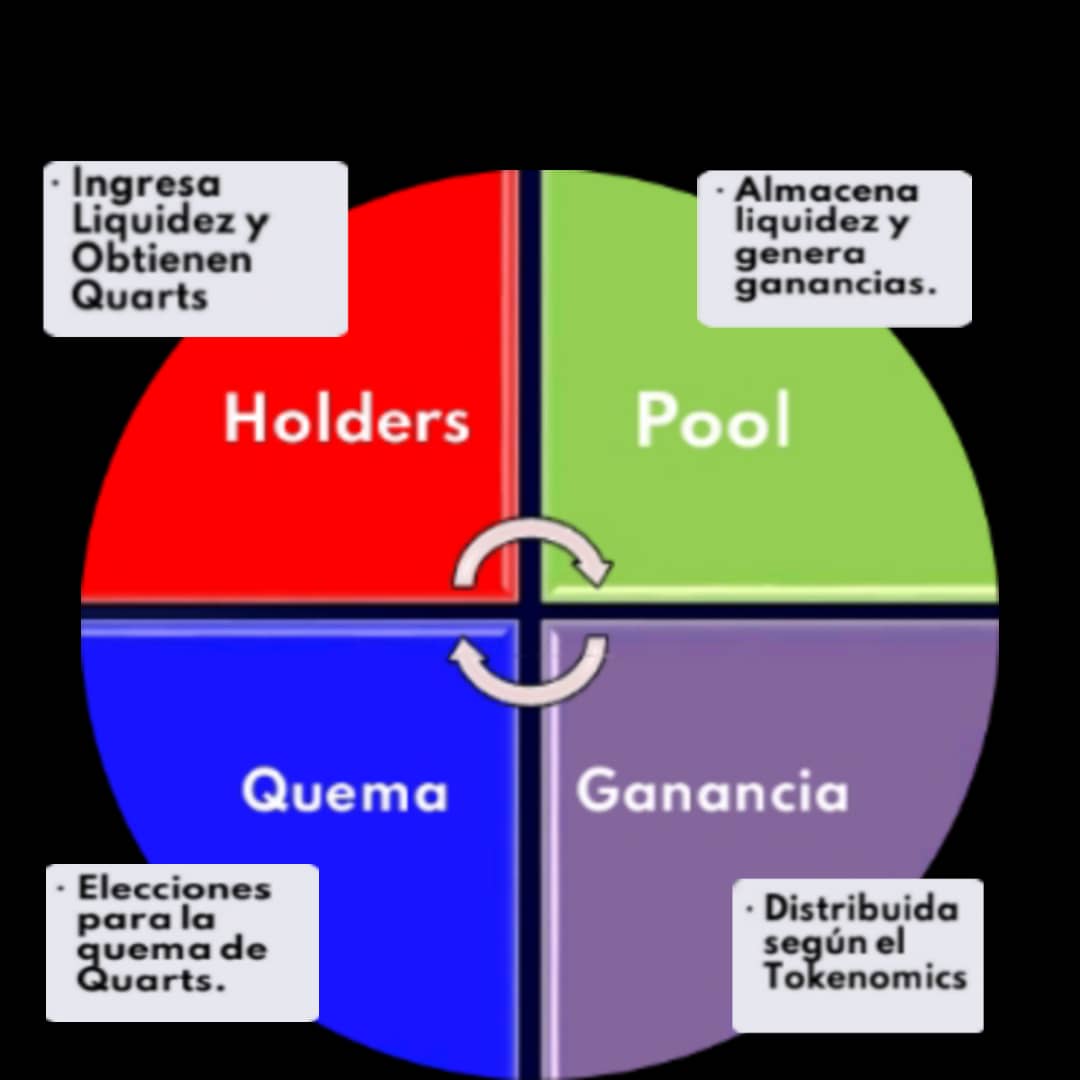 · Ingresa
Liquidez y
Obtienen
Quarts
· Almacena
liquidez y
genera
ganancias.
Holders
Pool
Quema
Ganancia
· Elecciones
para la
quema de
Quarts.
· Distribuida
según el
Tokenomics